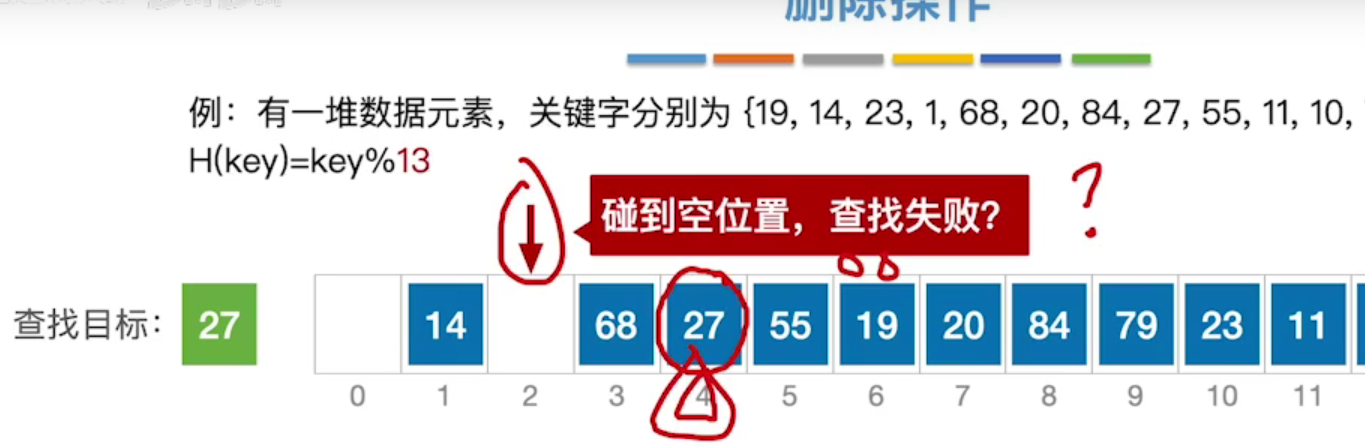 删除操作
例：有一堆数据元素，关键字分别为 {19, 14, 23, 1, 68, 20, 84, 27, 55, 11, 10,
H(key)=key%13
碰到空位置，查找失败？
?
查找目标： 27
14 68 27 55 19 20 84 79 23 11
0 1 2 3 4 5 6 7 8 9 10 11